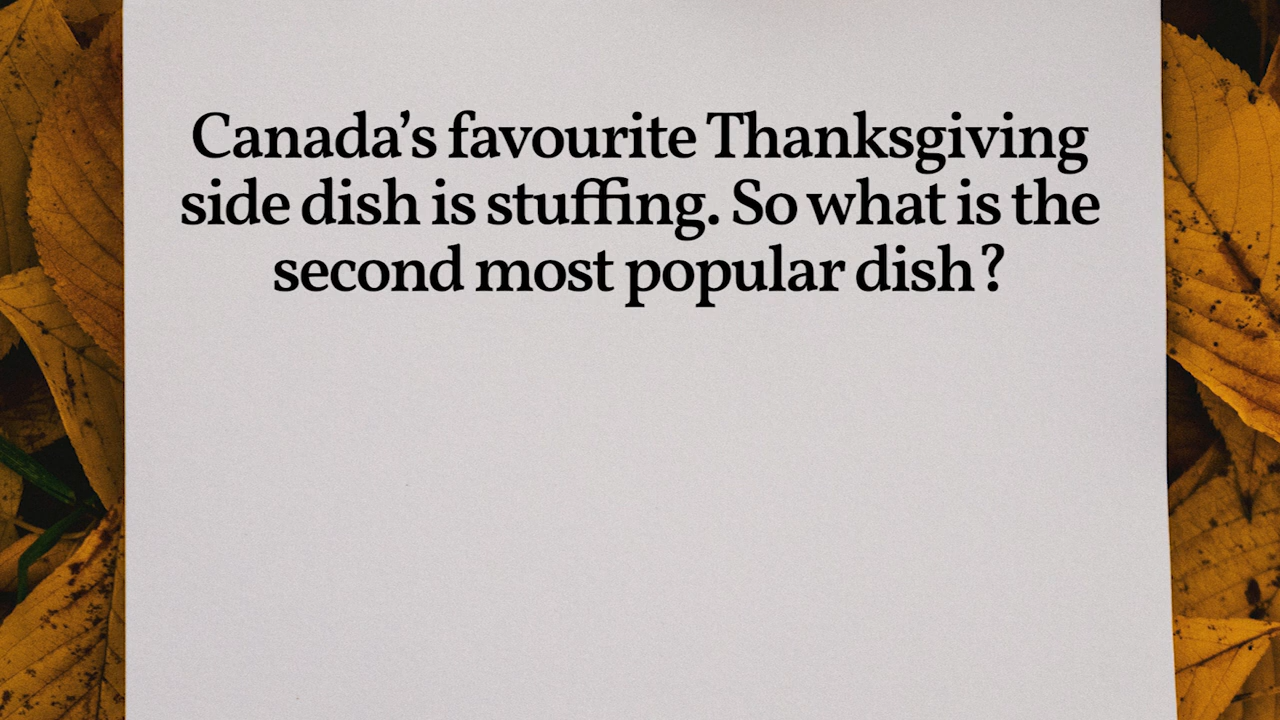 Canada’s favourite Thanksgiving
side dish is stuffing. So what is the
second most popular dish?